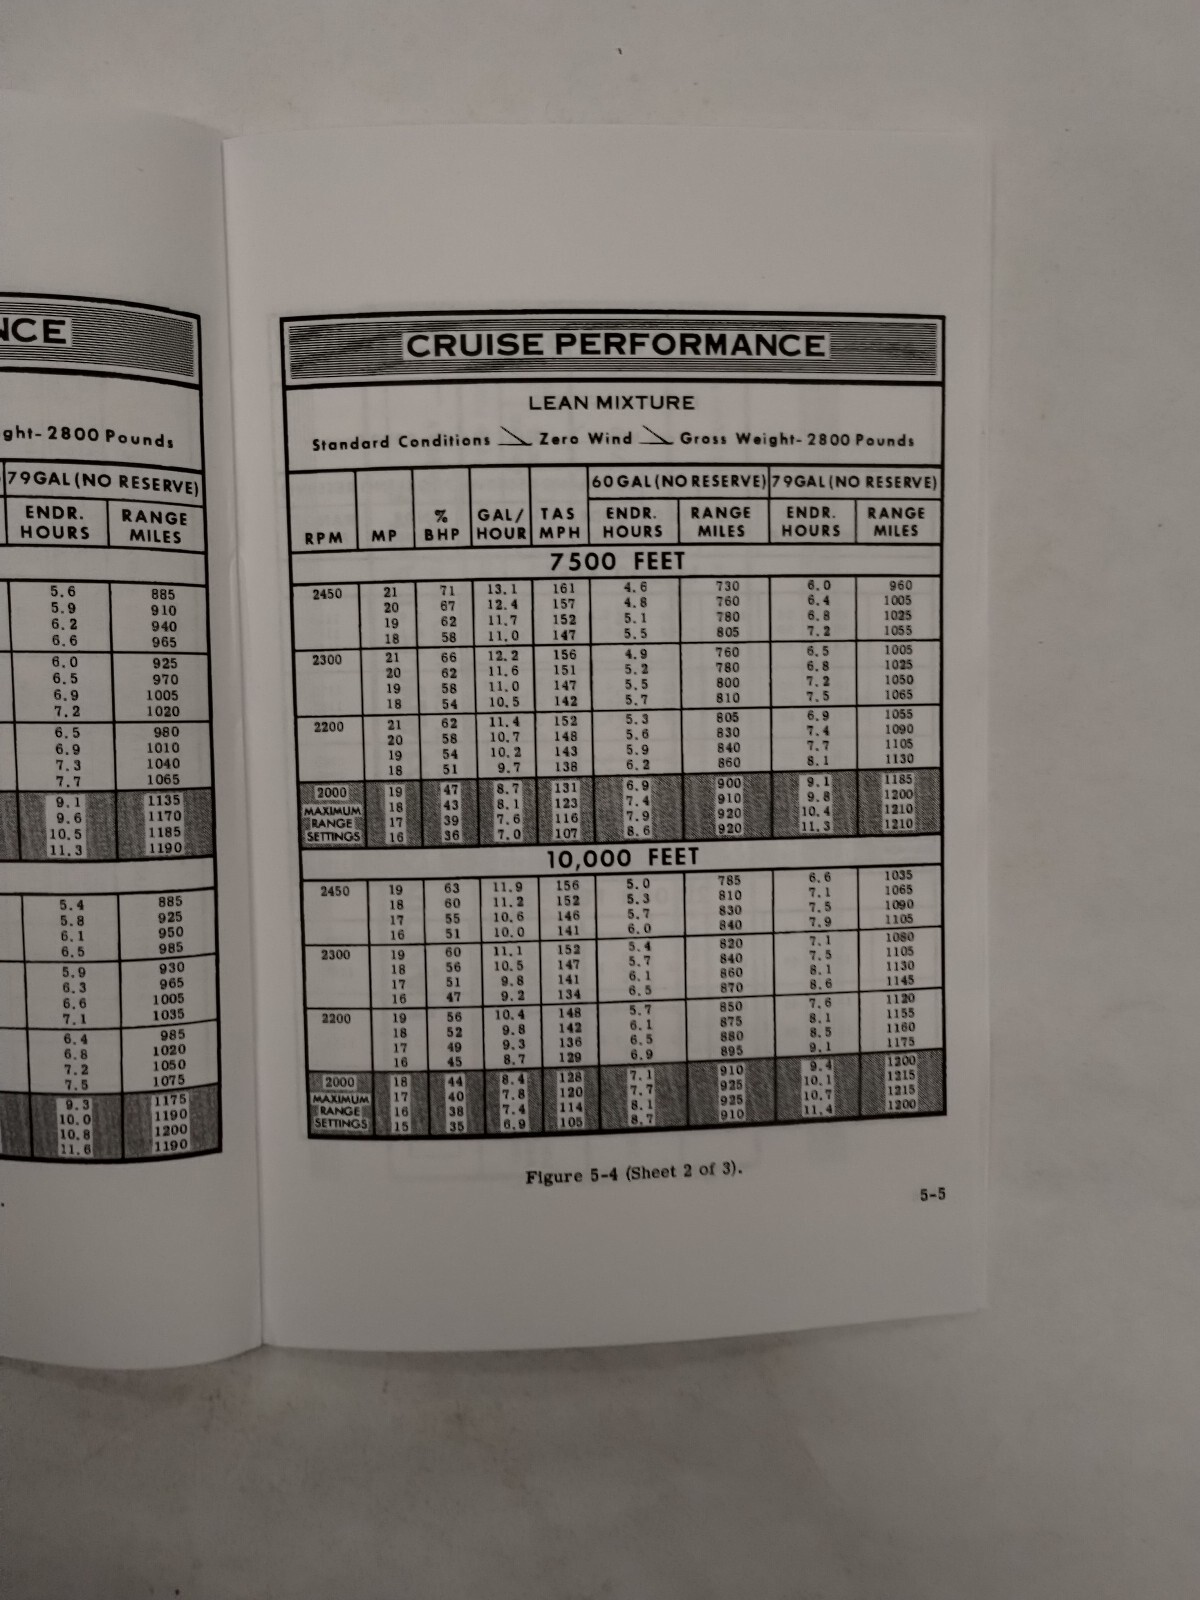 NCE
ght- 2800 Pounds
79GAL(NO RESERVE)
ENDR. RANGE
HOURS MILES
5.6 885
5.9 910
6.2 940
6.6 965
6.0 925
6.5 970
6.9 1005
7.2 1020
6.5 980
6.9 1010
7.3 1040
7.7 1065
9.1 1135
9.6 1170
10.5 1185
11.3 1190
5.4 885
5.8 925
6.1 950
6.5 985
5.9 930
6.3 965
6.6 1005
7.1 1035
6.4 985
6.8 1020
7.2 1050
7.5 1075
9.3 1175
10.0 1190
10.8 1200
11.6 1190
CRUISE PERFORMANCE
LEAN MIXTURE
Standard Conditions Zero Wind Gross Weight- 2800 Pounds
60GAL(NO RESERVE) 79GAL(NO RESERVE)
% GAL/ TAS ENDR. RANGE ENDR. RANGE
RPM MP BHP HOUR MPH HOURS MILES HOURS MILES
7500 FEET
2450 21 71 13.1 161 4.6 730 6.0 960
20 67 12.4 157 4.8 760 6.4 1005
19 62 11.7 152 5.1 780 6.8 1025
18 58 11.0 147 5.5 805 7.2 1055
2300 21 66 12.2 156 4.9 760 6.5 1005
20 62 11.6 151 5.2 780 6.8 1025
19 58 11.0 147 5.5 800 7.2 1050
18 54 10.5 142 5.7 810 7.5 1065
2200 21 62 11.4 152 5.3 805 6.9 1055
20 58 10.7 148 5.6 830 7.4 1090
19 54 10.2 143 5.9 840 7.7 1105
18 51 9.7 138 6.2 860 8.1 1130
2000 19 47 8.7 131 6.9 900 9.1 1185
MAXIMUM 18 43 8.1 123 7.4 910 9.8 1200
RANGE 17 39 7.6 116 7.9 920 10.4 1210
SETTINGS 16 36 7.0 107 8.6 920 11.3 1210
10,000 FEET
2450 19 63 11.9 156 5.0 785 6.6 1035
18 60 11.2 152 5.3 810 7.1 1065
17 55 10.6 146 5.7 830 7.5 1090
16 51 10.0 141 6.0 840 7.9 1105
2300 19 60 11.1 152 5.4 820 7.1 1080
18 56 10.5 147 5.7 840 7.5 1105
17 51 9.8 141 6.1 860 8.1 1130
16 47 9.2 134 6.5 870 8.6 1145
2200 19 56 10.4 148 5.7 850 7.6 1120
18 52 9.8 142 6.1 875 8.1 1155
17 49 9.3 136 6.5 880 8.5 1160
16 45 8.7 129 6.9 895 9.1 1175
2000 18 44 8.4 128 7.1 910 9.4 1200
MAXIMUM 17 40 7.8 120 7.7 925 10.1 1215
RANGE 16 38 7.4 114 8.1 925 10.7 1215
SETTINGS 15 35 6.9 105 8.7 910 11.4 1200
Figure 5-4 (Sheet 2 of 3).
5-5